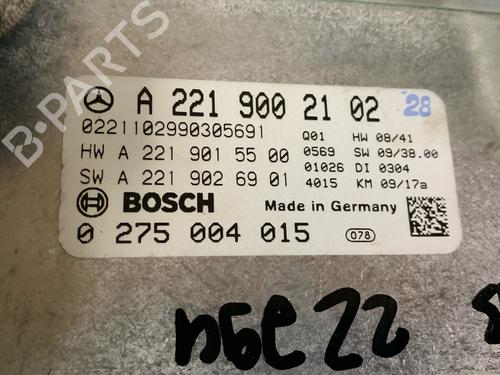 B-PARTS
A 221 900 21 02 28
0221102990305691 Q01 HW 08/41
HW A 221 901 55 00 0569 SW 09/38.00
01026 DI 0304
SW A 221 902 69 01 4015 KM 09/17a
BOSCH Made in Germany
0 275 004 015 078